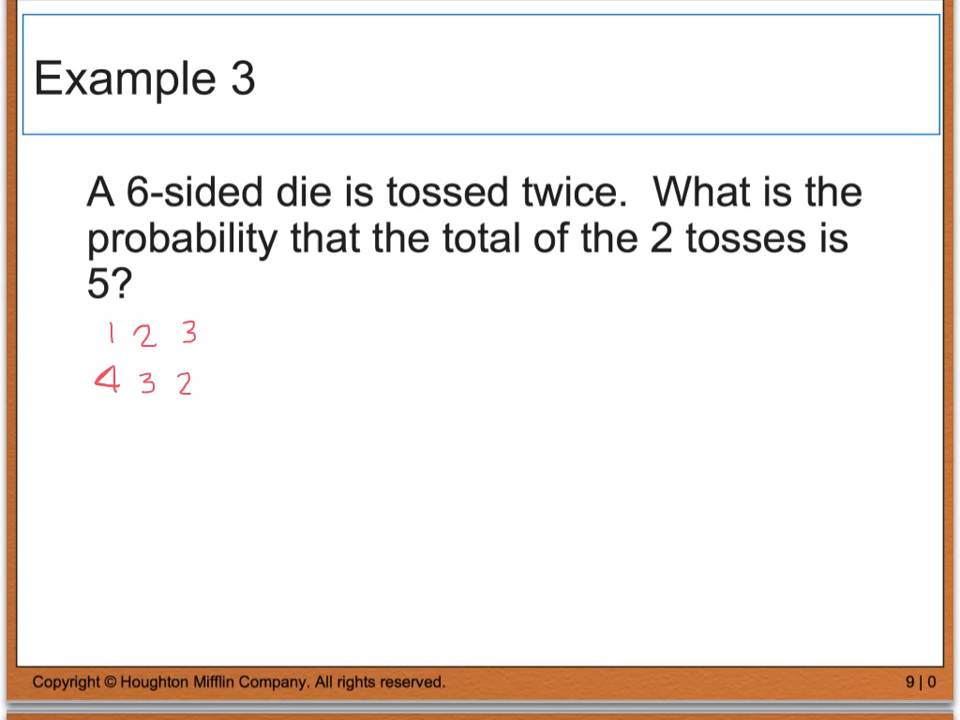 Example 3
A 6-sided die is tossed twice.  What is the
probability that the total of the 2 tosses is
5?
1 2 3
4 3 2
Copyright © Houghton Mifflin Company. All rights reserved.
9 | 0